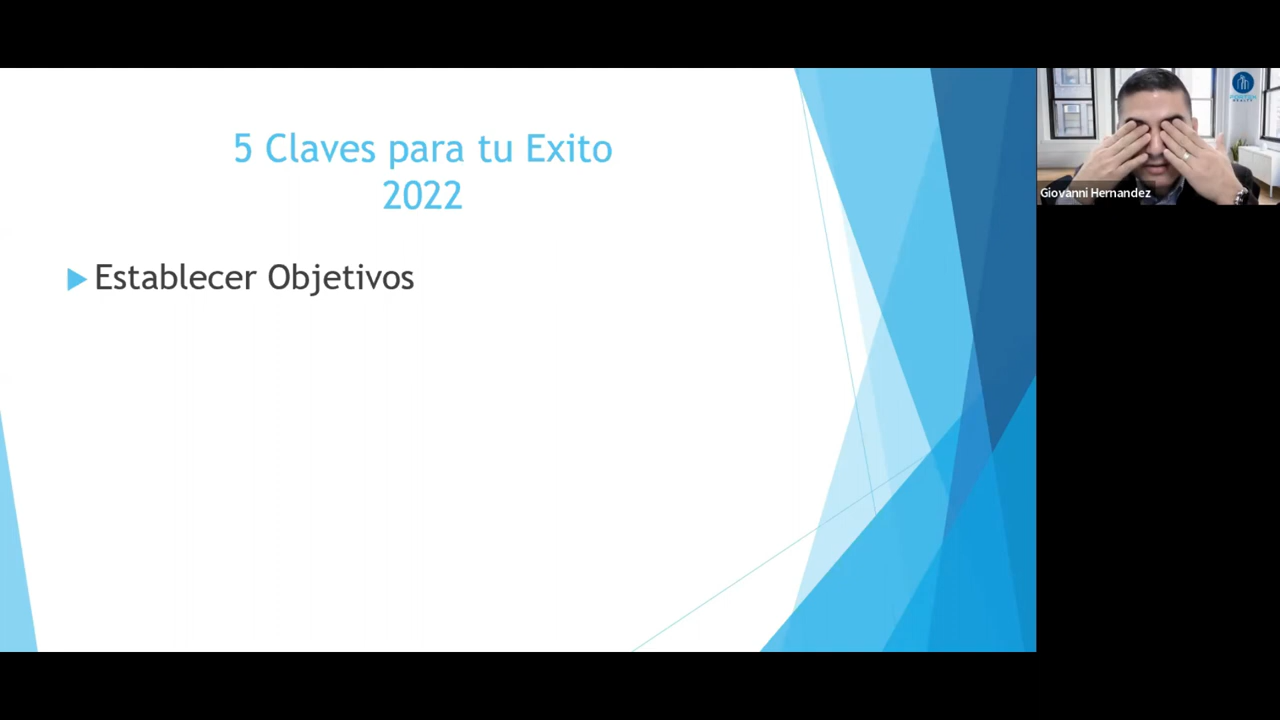 5 Claves para tu Exito
2022
Establecer Objetivos
Giovanni Hernandez